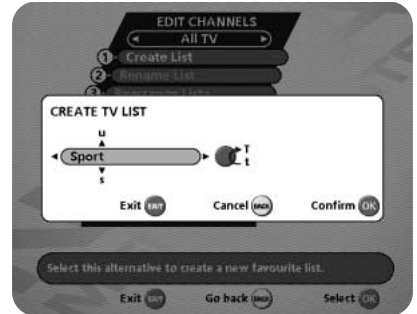 EDIT CHANNELS
All TV
1 Create List
2 Rename List
3 Rearrange Lists
CREATE TV LIST
u
Sport
T
t
s
Exit EXIT Cancel BACK Confirm OK
Select this alternative to create a new favourite list.
Exit EXIT Go back BACK Select OK